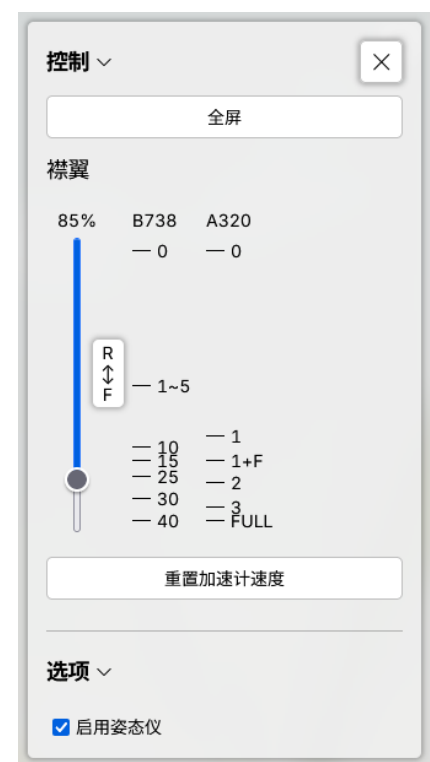 控制
全屏
襟翼
85% B738 A320
— 0 — 0
R
↕
F
— 1~5
— 1
— 10
— 15 — 1+F
— 25 — 2
— 30
— 3
— 40 — FULL
重置加速计速度
选项
启用姿态仪